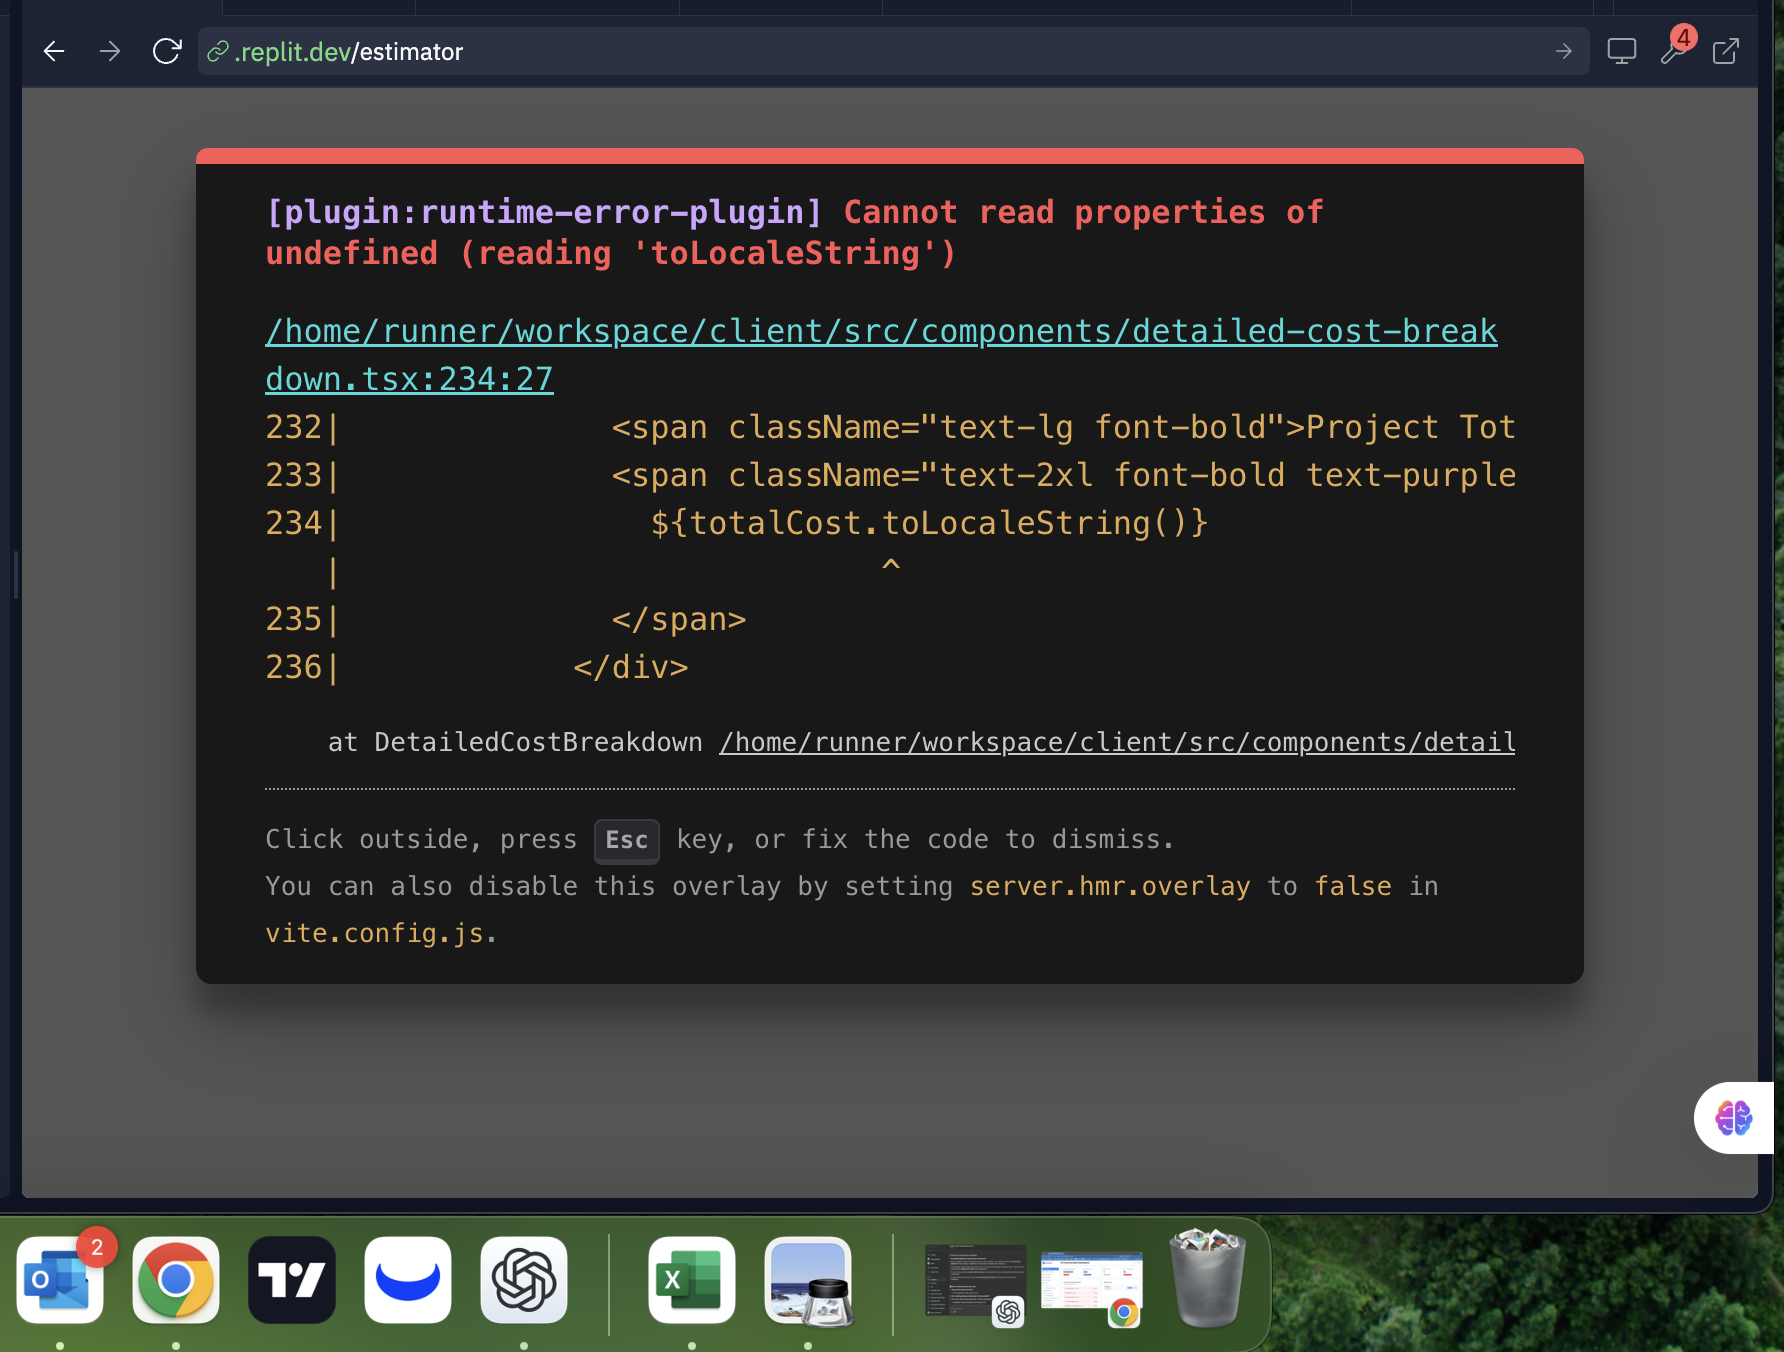 .replit.dev/estimator
4
[plugin:runtime-error-plugin] Cannot read properties of
undefined (reading 'toLocaleString')
/home/runner/workspace/client/src/components/detailed-cost-break
down.tsx:234:27
232|              <span className="text-lg font-bold">Project Tot
233|              <span className="text-2xl font-bold text-purple
234|                ${totalCost.toLocaleString()}
   |                            ^
235|              </span>
236|            </div>
at DetailedCostBreakdown /home/runner/workspace/client/src/components/detail
Click outside, press Esc key, or fix the code to dismiss.
You can also disable this overlay by setting server.hmr.overlay to false in
vite.config.js.
2
O
X